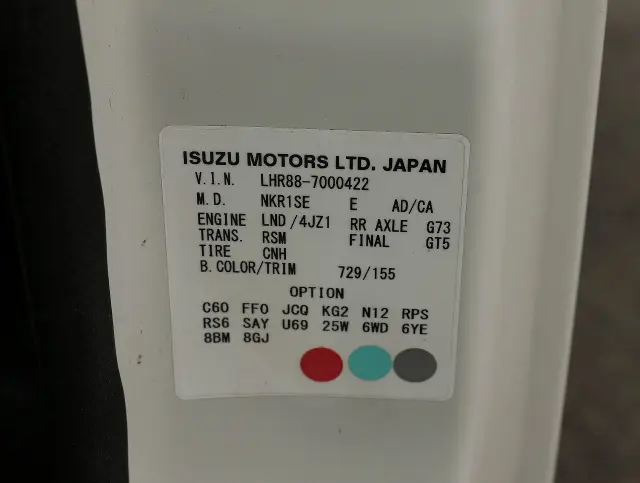 ISUZU MOTORS LTD. JAPAN
V.I.N. LHR88-7000422
M.D. NKR1SE E AD/CA
ENGINE LND/4JZ1 RR AXLE G73
TRANS. RSM FINAL GT5
TIRE CNH
B.COLOR/TRIM 729/155
OPTION
C60 FF0 JCQ KG2 N12 RPS
RS6 SAY U69 25W 6WD 6YE
8BM 8GJ